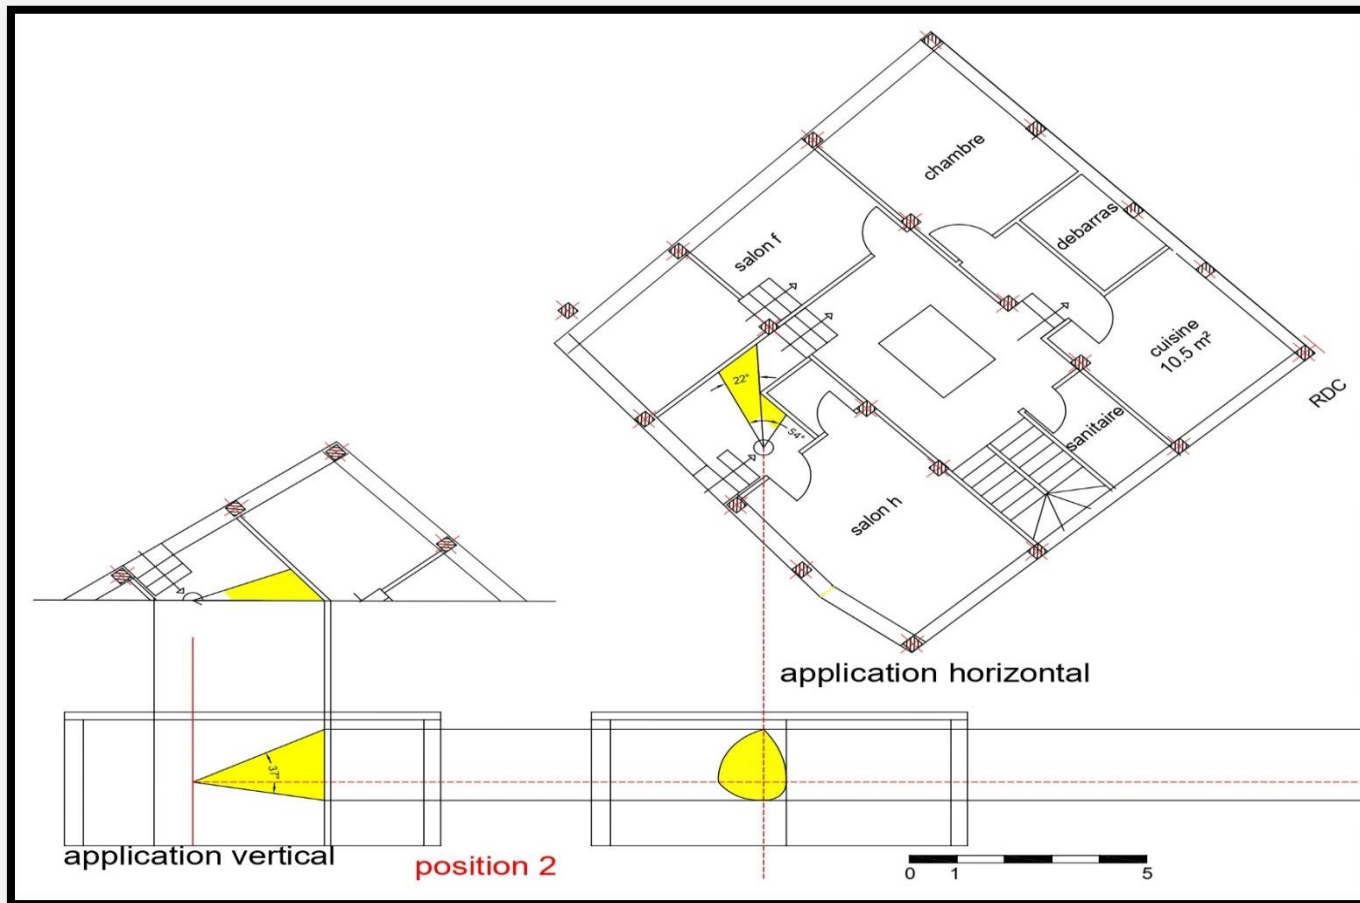 chambre
debarras
salon f
cuisine
10.5 m²
RDC
22°
54°
sanitaire
salon h
application horizontal
37°
application vertical
position 2
0 1 5